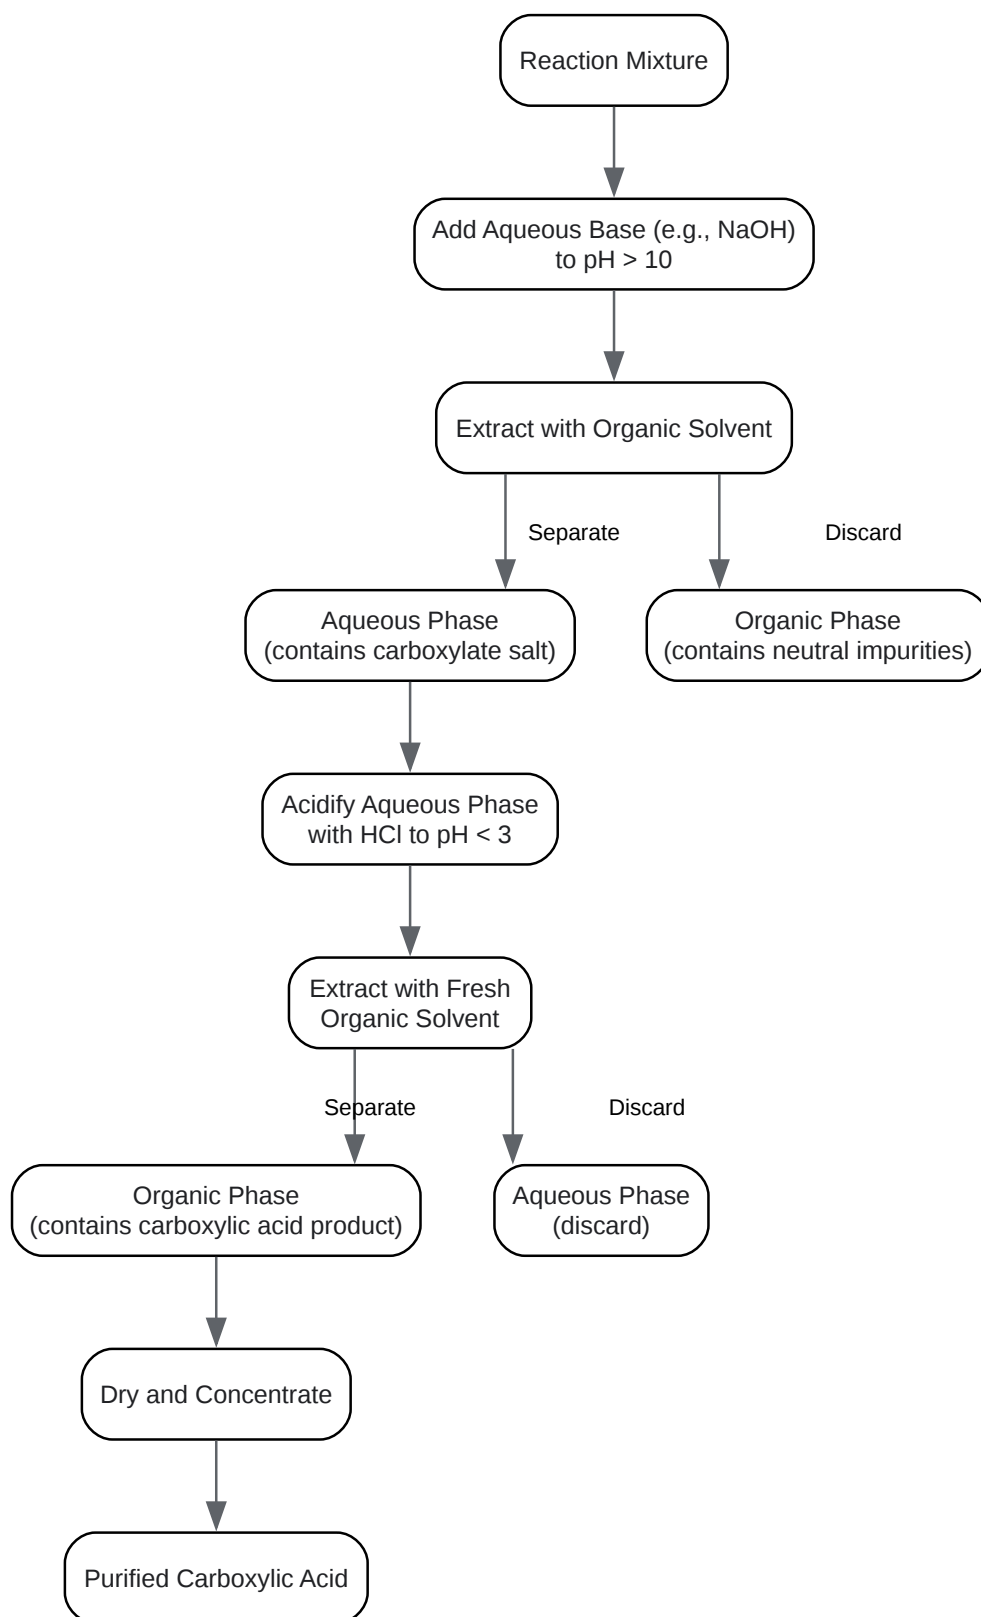 Reaction Mixture
Add Aqueous Base (e.g., NaOH)
to pH > 10
Extract with Organic Solvent
Separate
Discard
Aqueous Phase
(contains carboxylate salt)
Organic Phase
(contains neutral impurities)
Acidify Aqueous Phase
with HCl to pH < 3
Extract with Fresh
Organic Solvent
Separate
Discard
Organic Phase
(contains carboxylic acid product)
Aqueous Phase
(discard)
Dry and Concentrate
Purified Carboxylic Acid